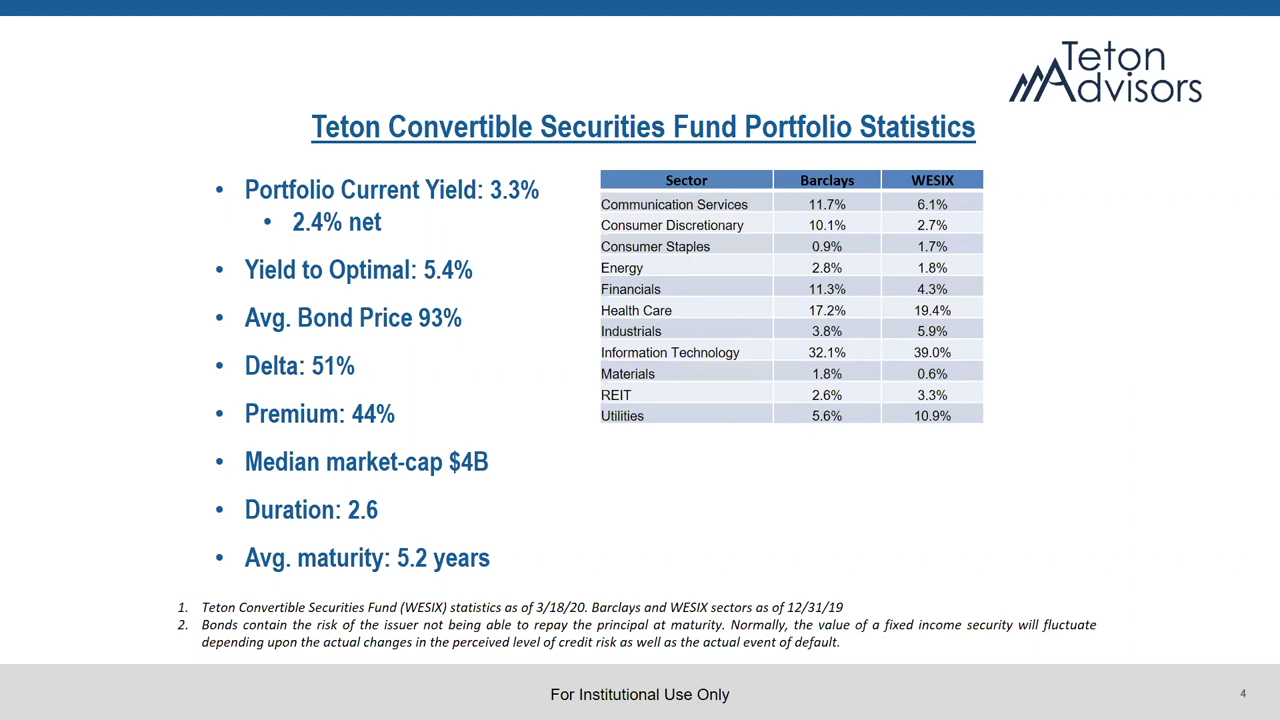 Teton
Advisors
Teton Convertible Securities Fund Portfolio Statistics
• Portfolio Current Yield: 3.3%
• 2.4% net
• Yield to Optimal: 5.4%
• Avg. Bond Price 93%
• Delta: 51%
• Premium: 44%
• Median market-cap $4B
• Duration: 2.6
• Avg. maturity: 5.2 years
Sector Barclays WESIX
Communication Services 11.7% 6.1%
Consumer Discretionary 10.1% 2.7%
Consumer Staples 0.9% 1.7%
Energy 2.8% 1.8%
Financials 11.3% 4.3%
Health Care 17.2% 19.4%
Industrials 3.8% 5.9%
Information Technology 32.1% 39.0%
Materials 1.8% 0.6%
REIT 2.6% 3.3%
Utilities 5.6% 10.9%
1. Teton Convertible Securities Fund (WESIX) statistics as of 3/18/20. Barclays and WESIX sectors as of 12/31/19
2. Bonds contain the risk of the issuer not being able to repay the principal at maturity. Normally, the value of a fixed income security will fluctuate
depending upon the actual changes in the perceived level of credit risk as well as the actual event of default.
For Institutional Use Only
4